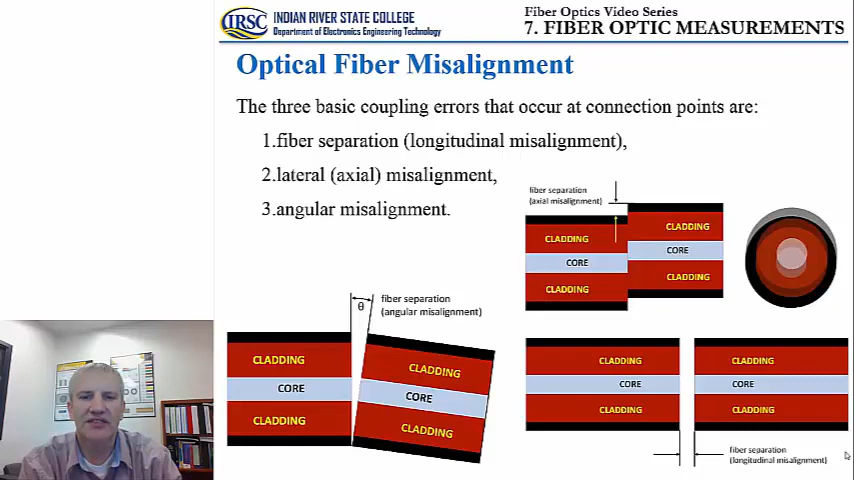 IRSC
INDIAN RIVER STATE COLLEGE
Department of Electronics Engineering Technology
Fiber Optics Video Series
7. FIBER OPTIC MEASUREMENTS
Optical Fiber Misalignment
The three basic coupling errors that occur at connection points are:
1.fiber separation (longitudinal misalignment),
2.lateral (axial) misalignment,
3.angular misalignment.
fiber separation
(axial misalignment)
CLADDING
CORE
CLADDING
CLADDING
CORE
CLADDING
θ
fiber separation
(angular misalignment)
CLADDING
CORE
CLADDING
CLADDING
CORE
CLADDING
CLADDING
CORE
CLADDING
CLADDING
CORE
CLADDING
fiber separation
(longitudinal misalignment)